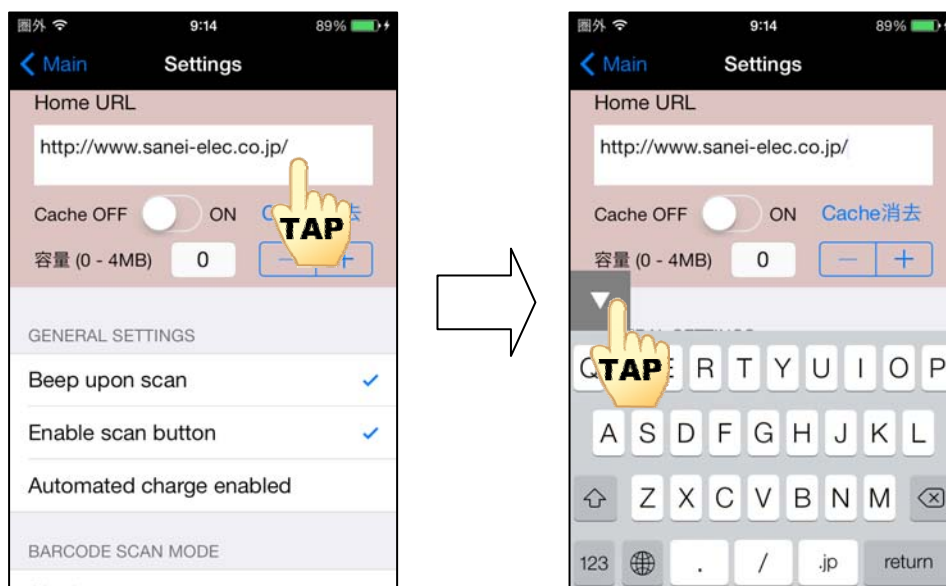 圏外 9:14 89%
Main Settings
Home URL
http://www.sanei-elec.co.jp/
Cache OFF ON
容量 (0 - 4MB) 0 − +
TAP
GENERAL SETTINGS
Beep upon scan
Enable scan button
Automated charge enabled
BARCODE SCAN MODE
圏外 9:14 89%
Main Settings
Home URL
http://www.sanei-elec.co.jp/
Cache OFF ON Cache消去
容量 (0 - 4MB) 0 − +
TAP
Q E R T Y U I O P
A S D F G H J K L
Z X C V B N M
123 . / .jp return